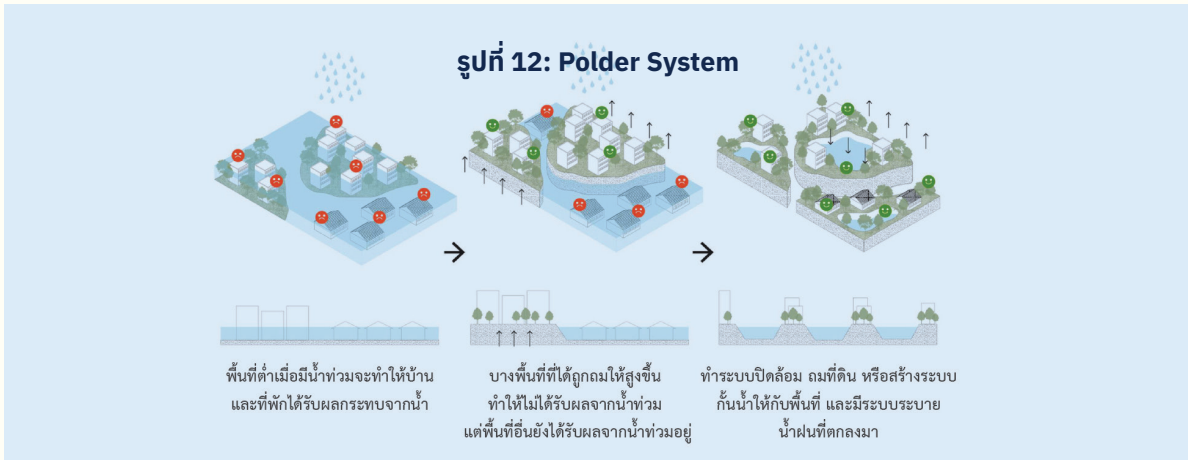 รูปที่ 12: Polder System
พื้นที่ต่ำเมื่อมีน้ำท่วมจะทำให้บ้าน
และที่พักได้รับผลกระทบจากน้ำ
บางพื้นที่ที่ได้ถูกถมให้สูงขึ้น
ทำให้ไม่ได้รับผลจากน้ำท่วม
แต่พื้นที่อื่นยังได้รับผลจากน้ำท่วมอยู่
ทำระบบปิดล้อม ถมที่ดิน หรือสร้างระบบ
กั้นน้ำให้กับพื้นที่ และมีระบบระบาย
น้ำฝนที่ตกลงมา